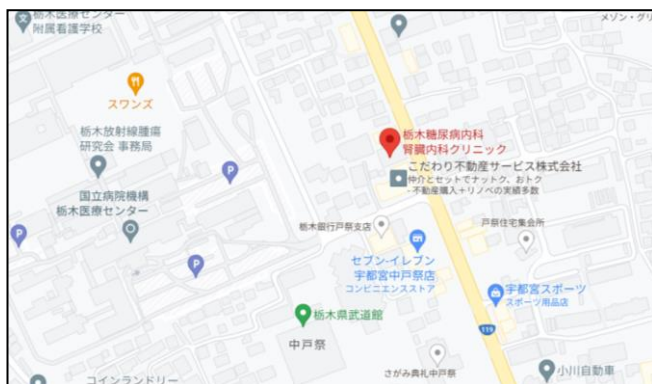 栃木医療センター
附属看護学校
メゾン・グリ
スワンズ
栃木放射線腫瘍
研究会 事務局
栃木糖尿病内科
腎臓内科クリニック
こだわり不動産サービス株式会社
仲介とセットでナットク、おトク
- 不動産購入+リノベの実績多数
国立病院機構
栃木医療センター
P
P
P
栃木銀行戸祭支店
戸祭住宅集会所
セブン-イレブン
宇都宮中戸祭店
コンビニエンスストア
宇都宮スポーツ
スポーツ用品店
栃木県武道館
119
中戸祭
さがみ典礼中戸祭
小川自動車
コインランドリー